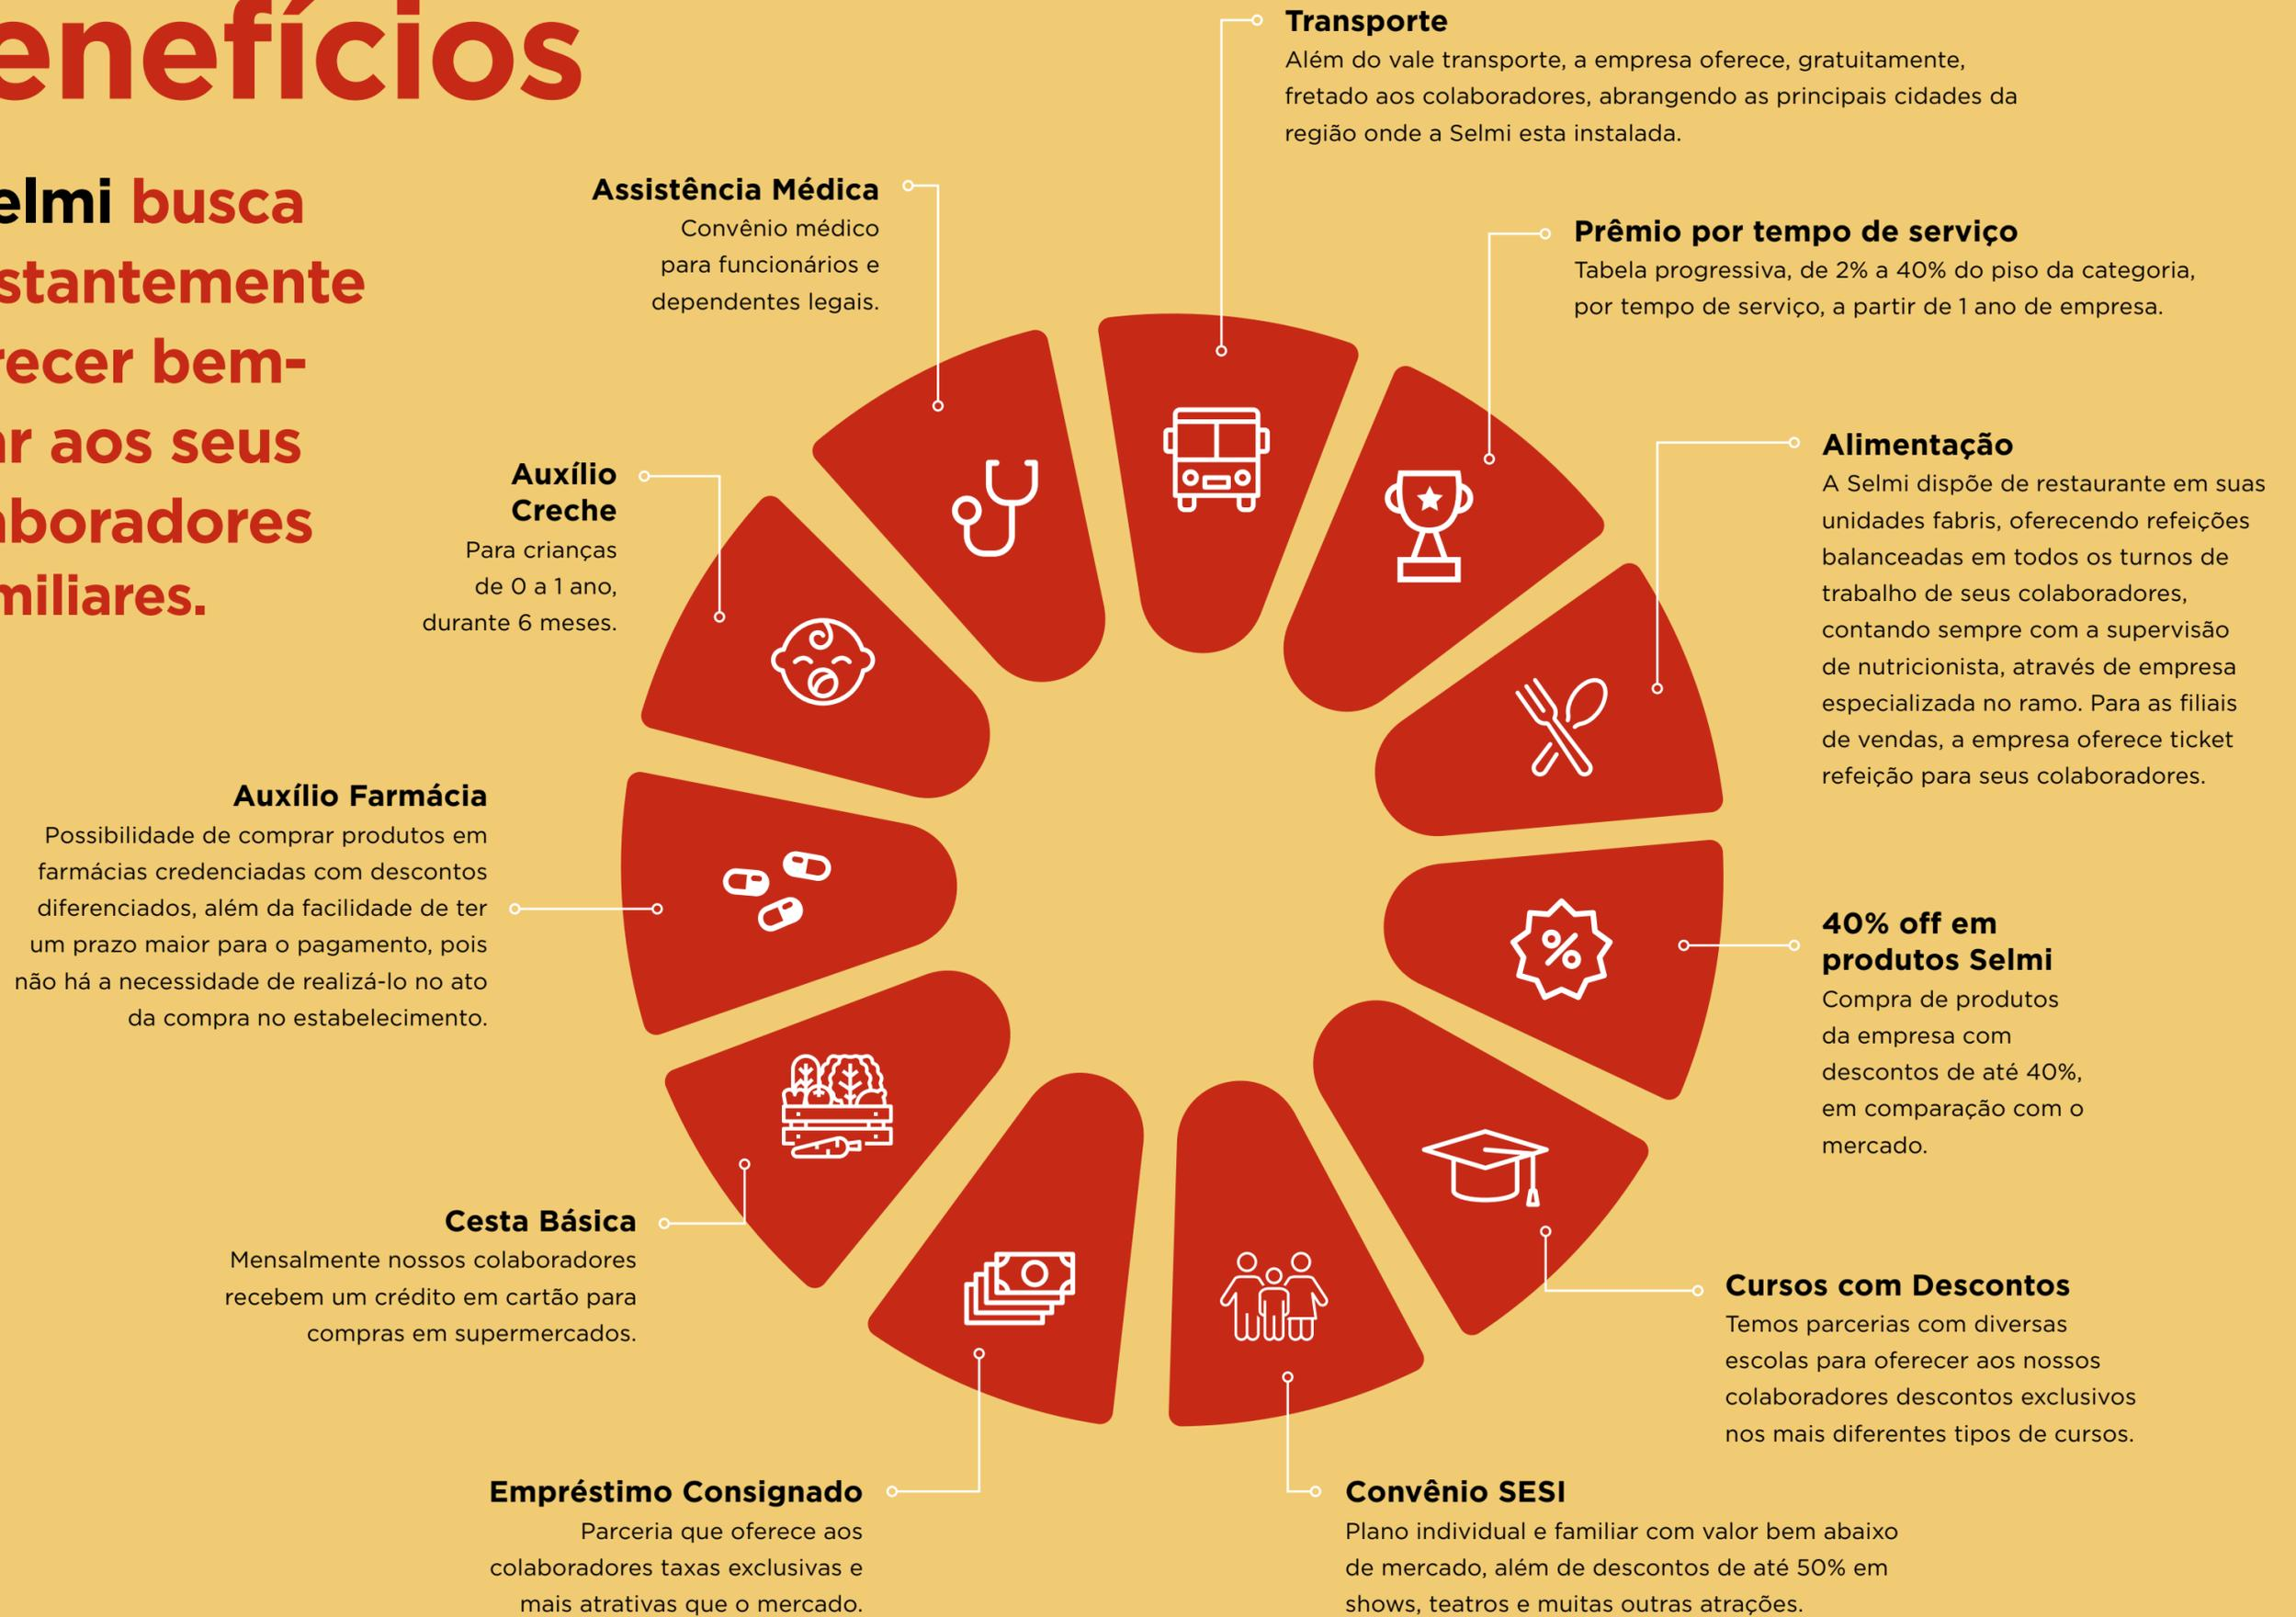 enefícios
elmi busca
stantemente
recer bem-
ar aos seus
aboradores
miliares.
Transporte
Além do vale transporte, a empresa oferece, gratuitamente,
fretado aos colaboradores, abrangendo as principais cidades da
região onde a Selmi esta instalada.
Prêmio por tempo de serviço
Tabela progressiva, de 2% a 40% do piso da categoria,
por tempo de serviço, a partir de 1 ano de empresa.
Alimentação
A Selmi dispõe de restaurante em suas
unidades fabris, oferecendo refeições
balanceadas em todos os turnos de
trabalho de seus colaboradores,
contando sempre com a supervisão
de nutricionista, através de empresa
especializada no ramo. Para as filiais
de vendas, a empresa oferece ticket
refeição para seus colaboradores.
40% off em
produtos Selmi
Compra de produtos
da empresa com
descontos de até 40%,
em comparação com o
mercado.
Cursos com Descontos
Temos parcerias com diversas
escolas para oferecer aos nossos
colaboradores descontos exclusivos
nos mais diferentes tipos de cursos.
Convênio SESI
Plano individual e familiar com valor bem abaixo
de mercado, além de descontos de até 50% em
shows, teatros e muitas outras atrações.
Empréstimo Consignado
Parceria que oferece aos
colaboradores taxas exclusivas e
mais atrativas que o mercado.
Cesta Básica
Mensalmente nossos colaboradores
recebem um crédito em cartão para
compras em supermercados.
Auxílio Farmácia
Possibilidade de comprar produtos em
farmácias credenciadas com descontos
diferenciados, além da facilidade de ter
um prazo maior para o pagamento, pois
não há a necessidade de realizá-lo no ato
da compra no estabelecimento.
Auxílio
Creche
Para crianças
de 0 a 1 ano,
durante 6 meses.
Assistência Médica
Convênio médico
para funcionários e
dependentes legais.
%